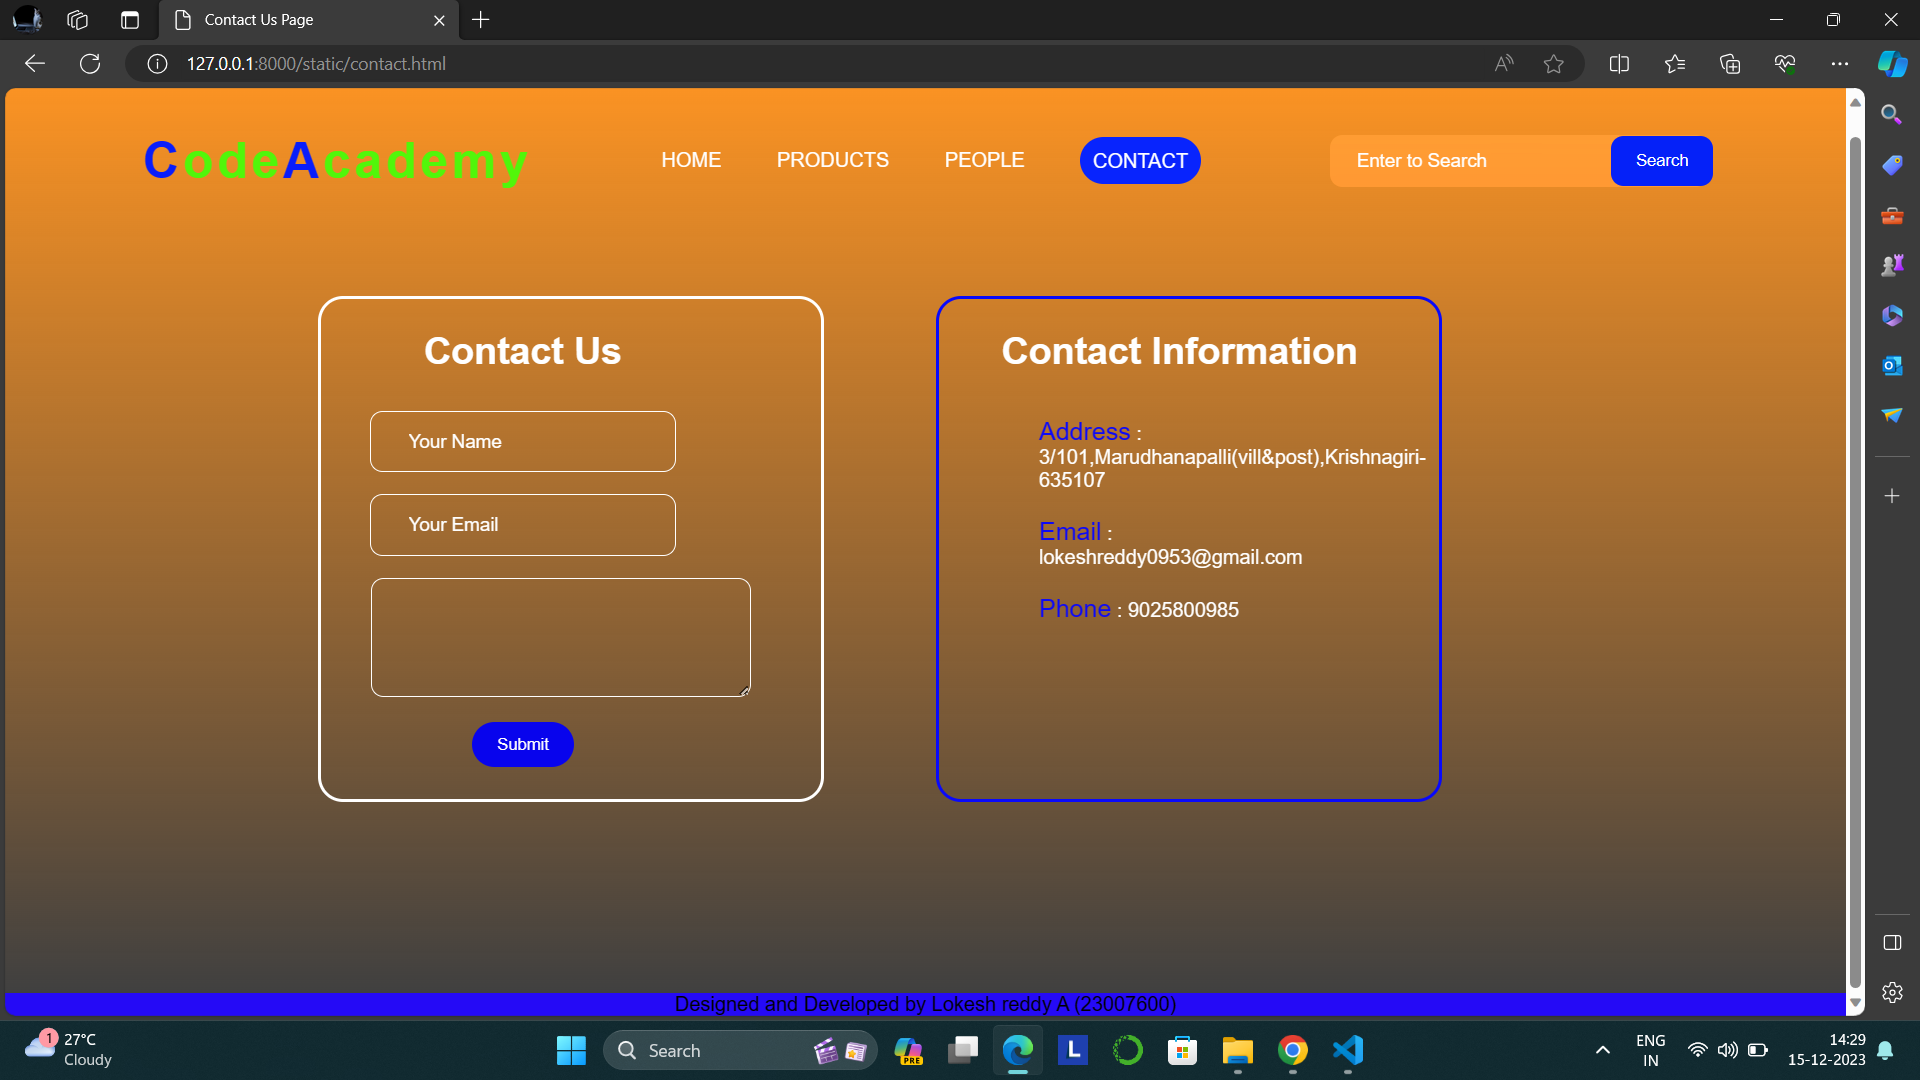 Contact Us Page
127.0.0.1:8000/static/contact.html
CodeAcademy
HOME
PRODUCTS
PEOPLE
CONTACT
Enter to Search
Search
Contact Us
Your Name
Your Email
Submit
Contact Information
Address :
3/101,Marudhanapalli(vill&post),Krishnagiri-
635107
Email :
lokeshreddy0953@gmail.com
Phone : 9025800985
Designed and Developed by Lokesh reddy A (23007600)
1
27°C
Cloudy
Search
PRE
L
ENG
IN
14:29
15-12-2023